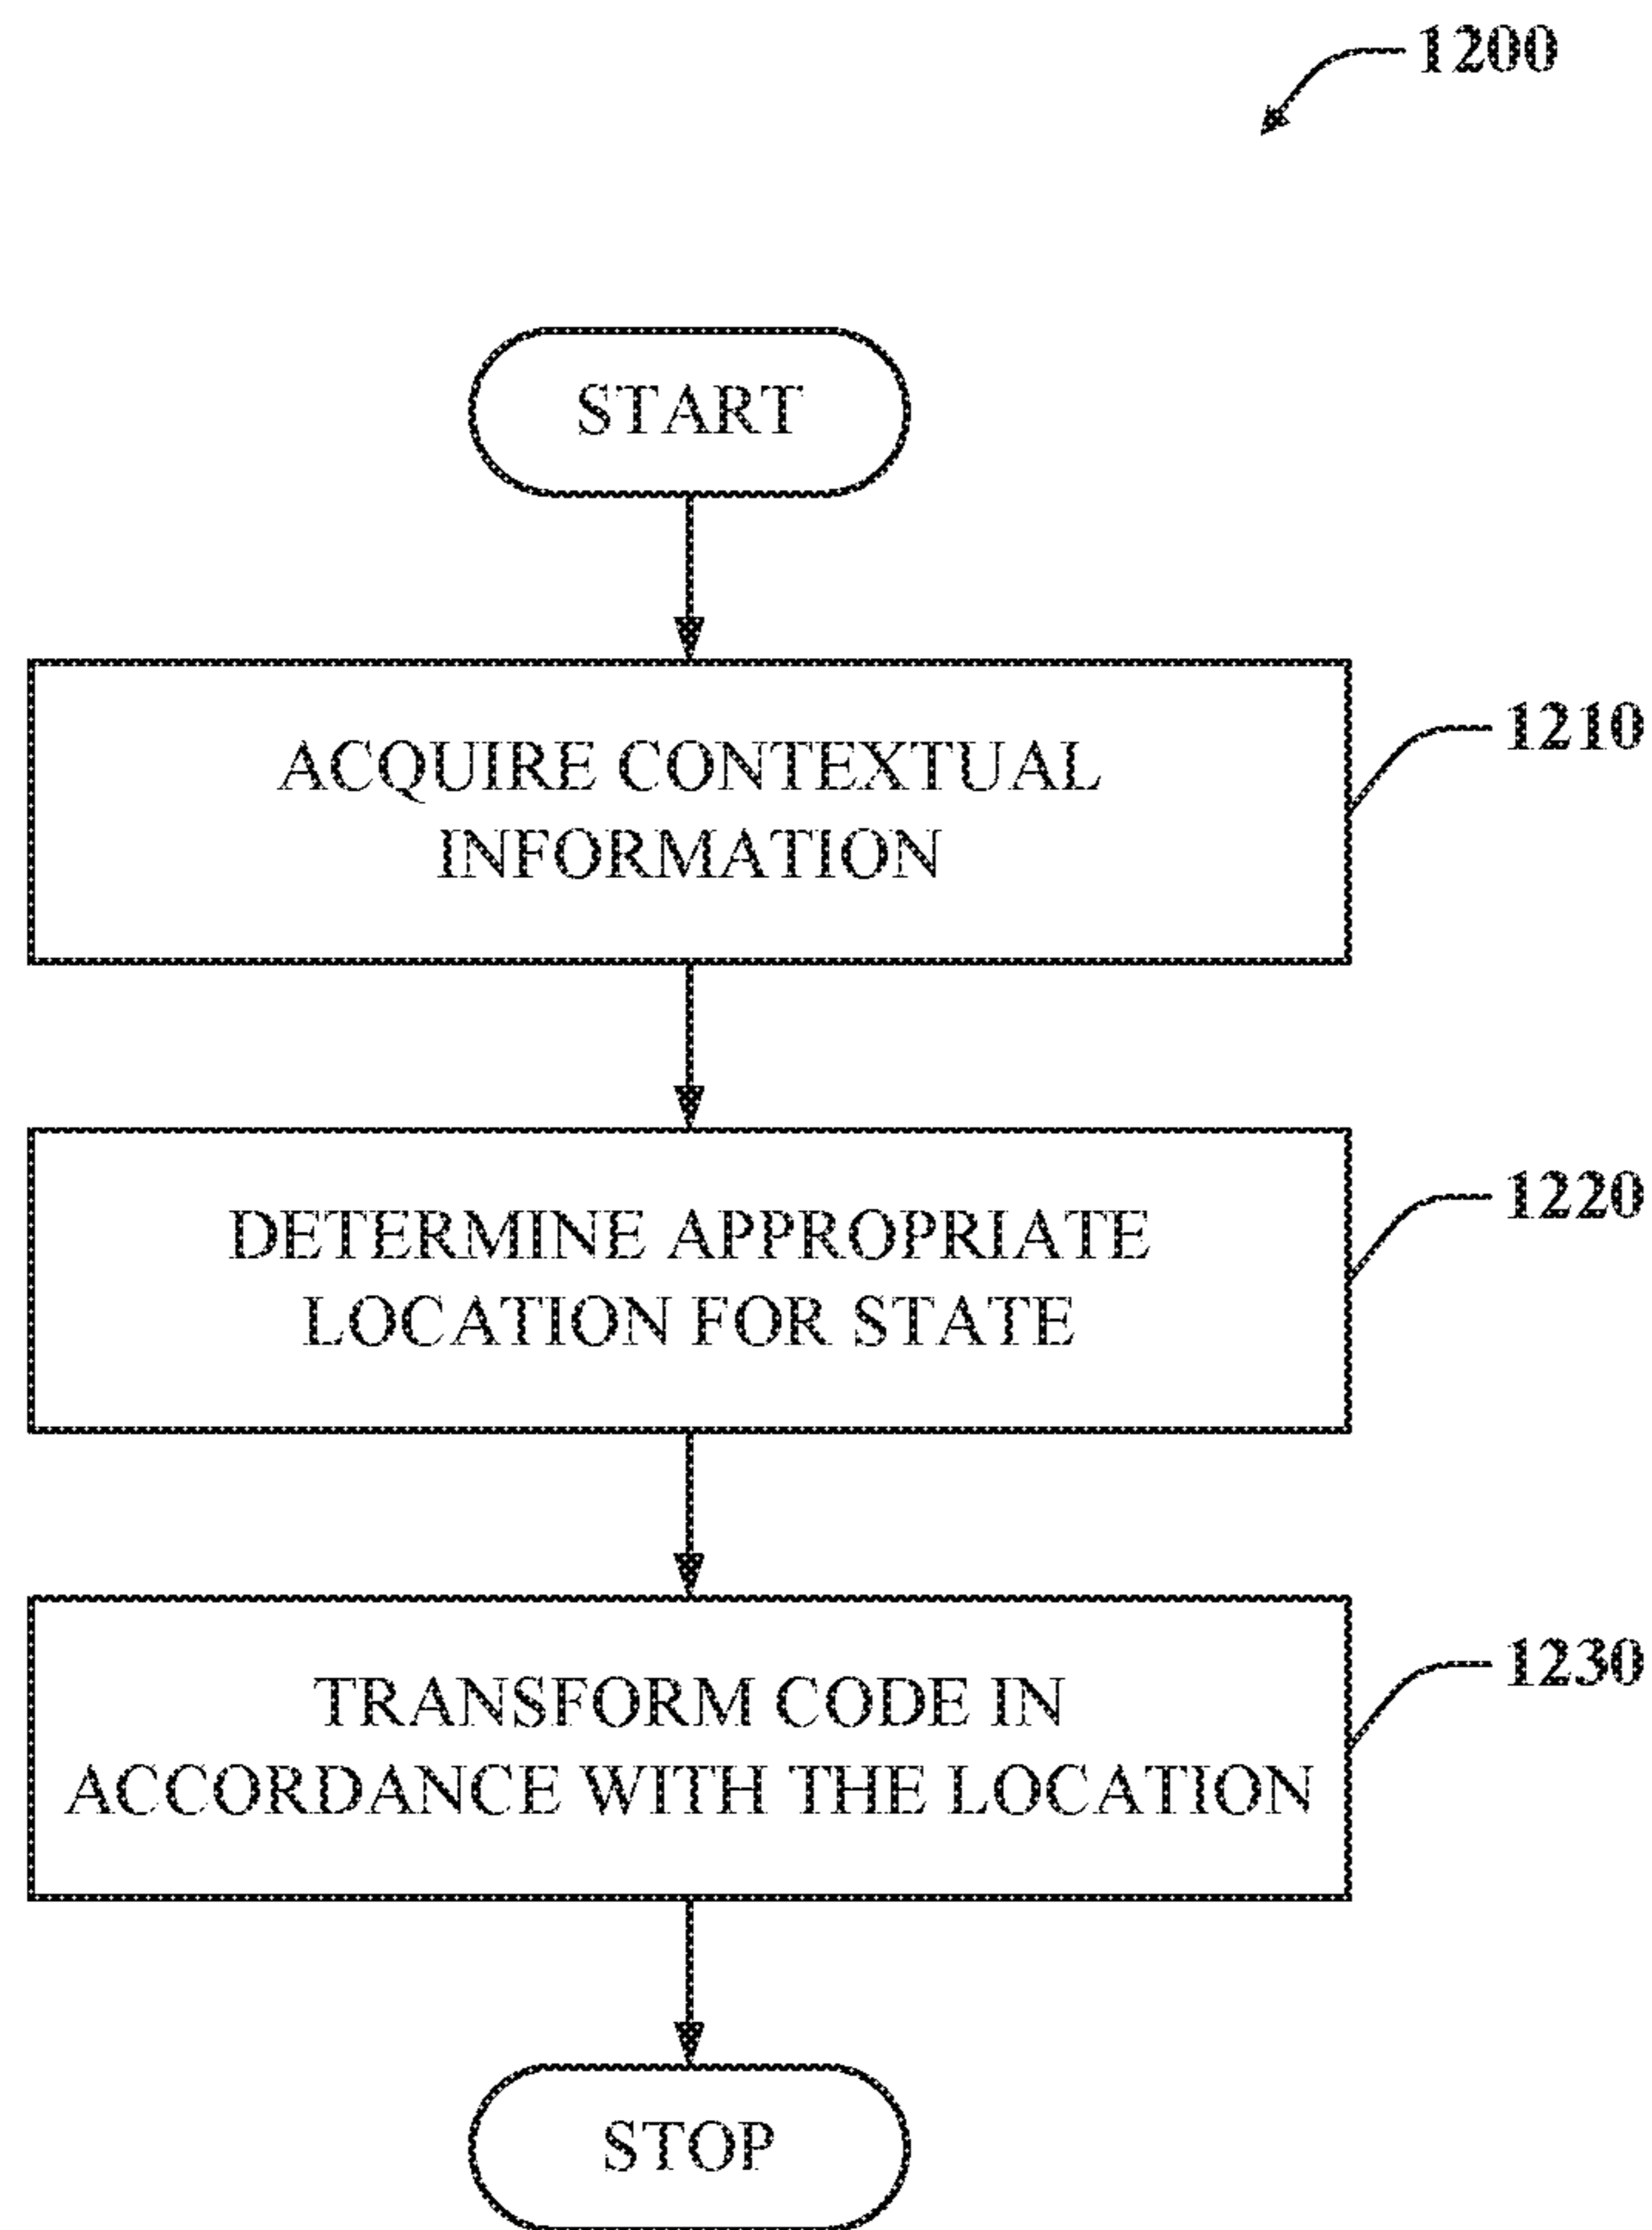 1200
START
ACQUIRE CONTEXTUAL
INFORMATION
1210
DETERMINE APPROPRIATE
LOCATION FOR STATE
1220
TRANSFORM CODE IN
ACCORDANCE WITH THE LOCATION
1230
STOP